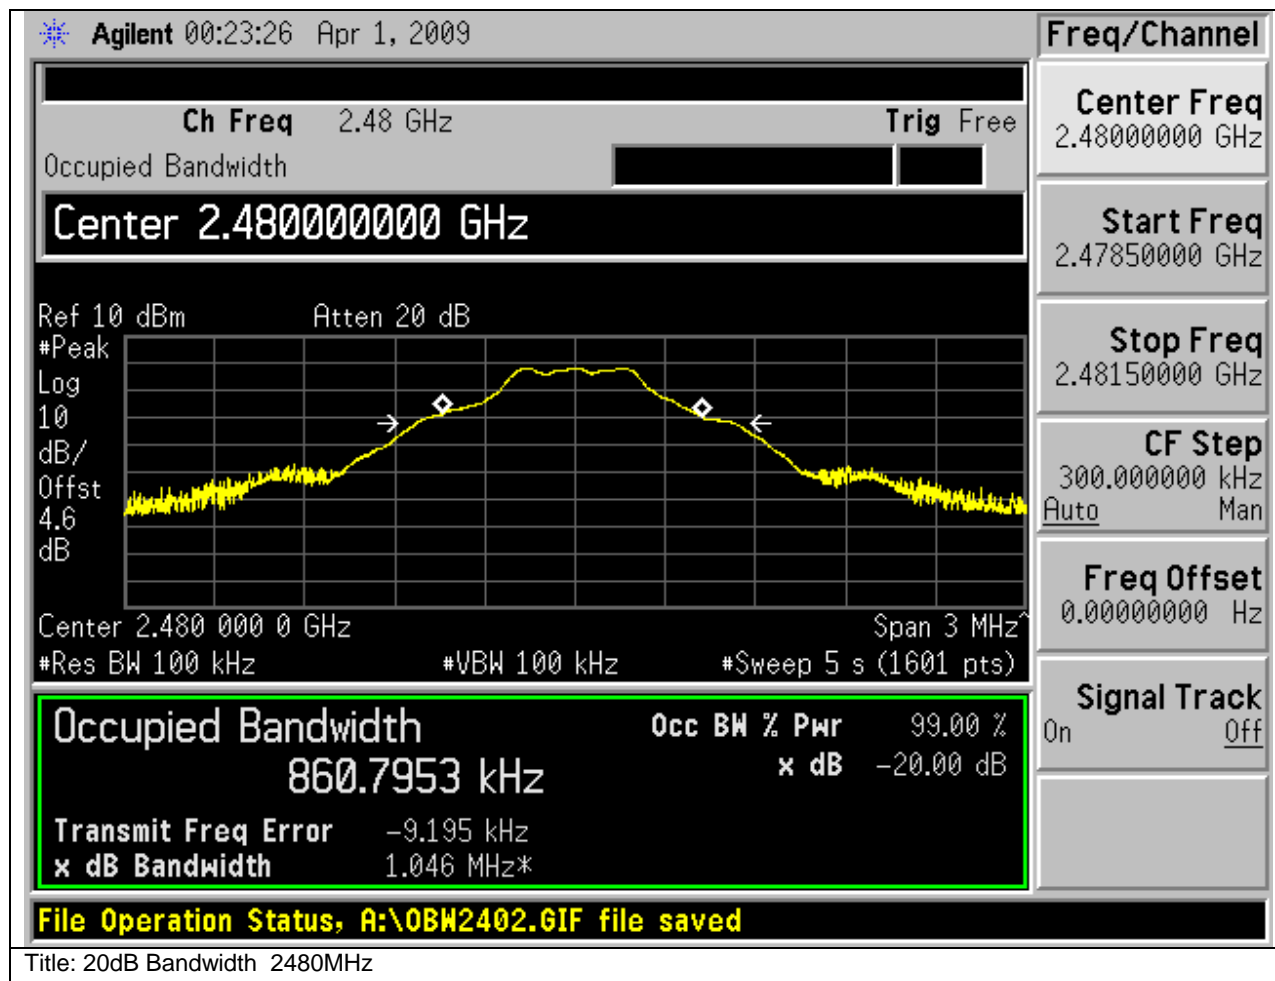 Agilent 00:23:26 Apr 1, 2009
Freq/Channel
Ch Freq 2.48 GHz Trig Free
Occupied Bandwidth
Center 2.480000000 GHz
Ref 10 dBm Atten 20 dB
#Peak
Log
10
dB/
Offst
4.6
dB
Center 2.480 000 0 GHz Span 3 MHz^
#Res BW 100 kHz #VBW 100 kHz #Sweep 5 s (1601 pts)
Occupied Bandwidth Occ BW % Pwr 99.00 %
860.7953 kHz x dB -20.00 dB
Transmit Freq Error -9.195 kHz
x dB Bandwidth 1.046 MHz*
File Operation Status, A:\OBW2402.GIF file saved
Center Freq
2.48000000 GHz
Start Freq
2.47850000 GHz
Stop Freq
2.48150000 GHz
CF Step
300.000000 kHz
Auto Man
Freq Offset
0.00000000 Hz
Signal Track
On Off
Title: 20dB Bandwidth 2480MHz